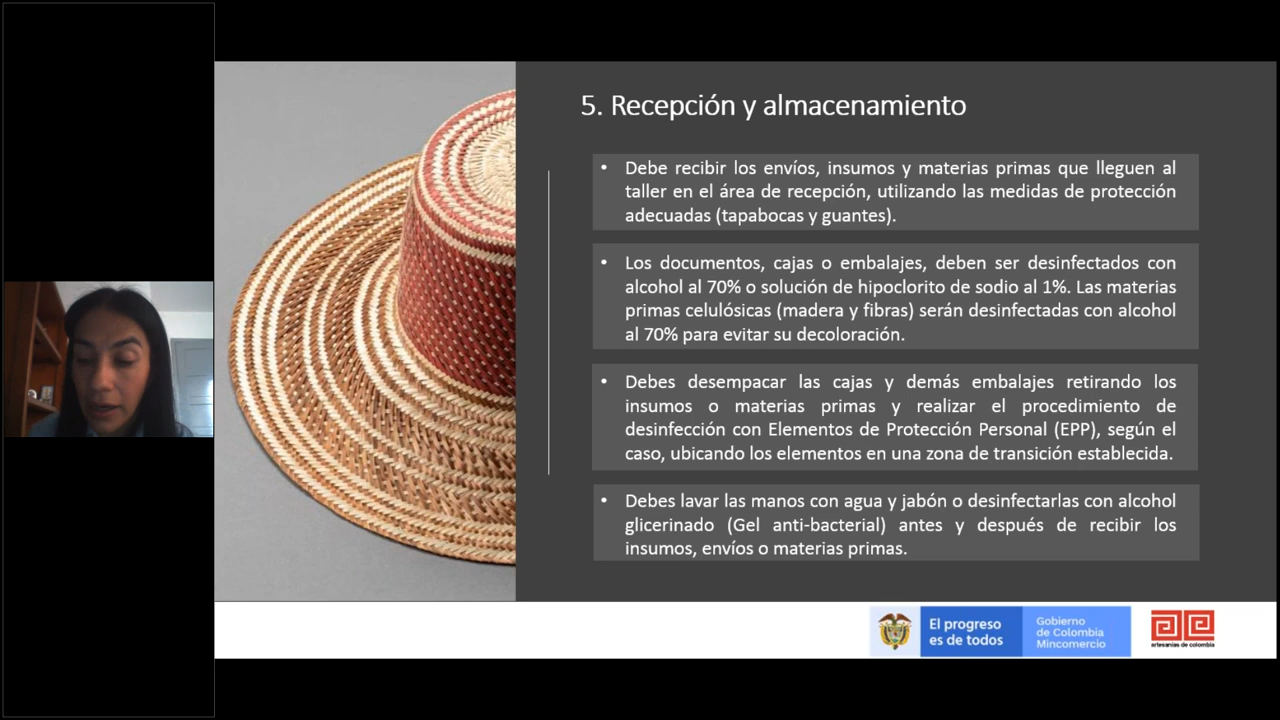 5. Recepción y almacenamiento
• Debe recibir los envíos, insumos y materias primas que lleguen al
taller en el área de recepción, utilizando las medidas de protección
adecuadas (tapabocas y guantes).
• Los documentos, cajas o embalajes, deben ser desinfectados con
alcohol al 70% o solución de hipoclorito de sodio al 1%. Las materias
primas celulósicas (madera y fibras) serán desinfectadas con alcohol
al 70% para evitar su decoloración.
• Debes desempacar las cajas y demás embalajes retirando los
insumos o materias primas y realizar el procedimiento de
desinfección con Elementos de Protección Personal (EPP), según el
caso, ubicando los elementos en una zona de transición establecida.
• Debes lavar las manos con agua y jabón o desinfectarlas con alcohol
glicerinado (Gel anti-bacterial) antes y después de recibir los
insumos, envíos o materias primas.
El progreso
es de todos
Gobierno
de Colombia
Mincomercio
artesanías de colombia